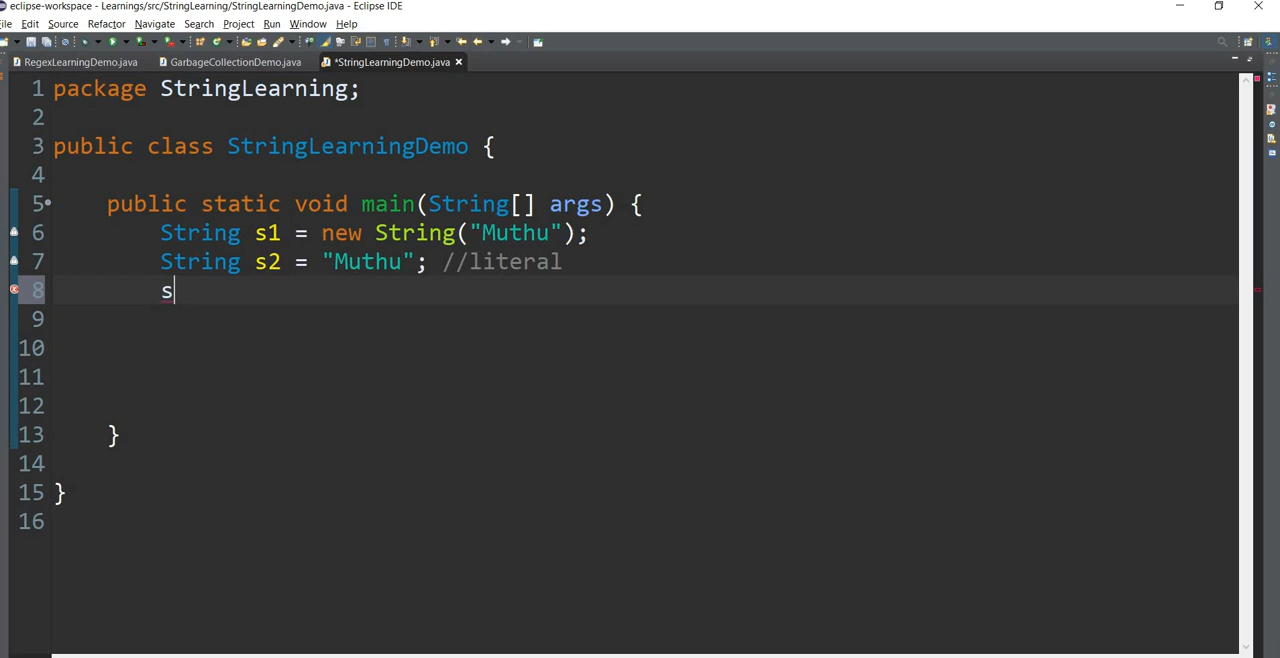 eclipse-workspace - Learnings/src/StringLearning/StringLearningDemo.java - Eclipse IDE
ile Edit Source Refactor Navigate Search Project Run Window Help
RegexLearningDemo.java GarbageCollectionDemo.java *StringLearningDemo.java
1 package StringLearning;
2
3 public class StringLearningDemo {
4
5 public static void main(String[] args) {
6 String s1 = new String("Muthu");
7 String s2 = "Muthu"; //literal
8 s
9
10
11
12
13 }
14
15 }
16